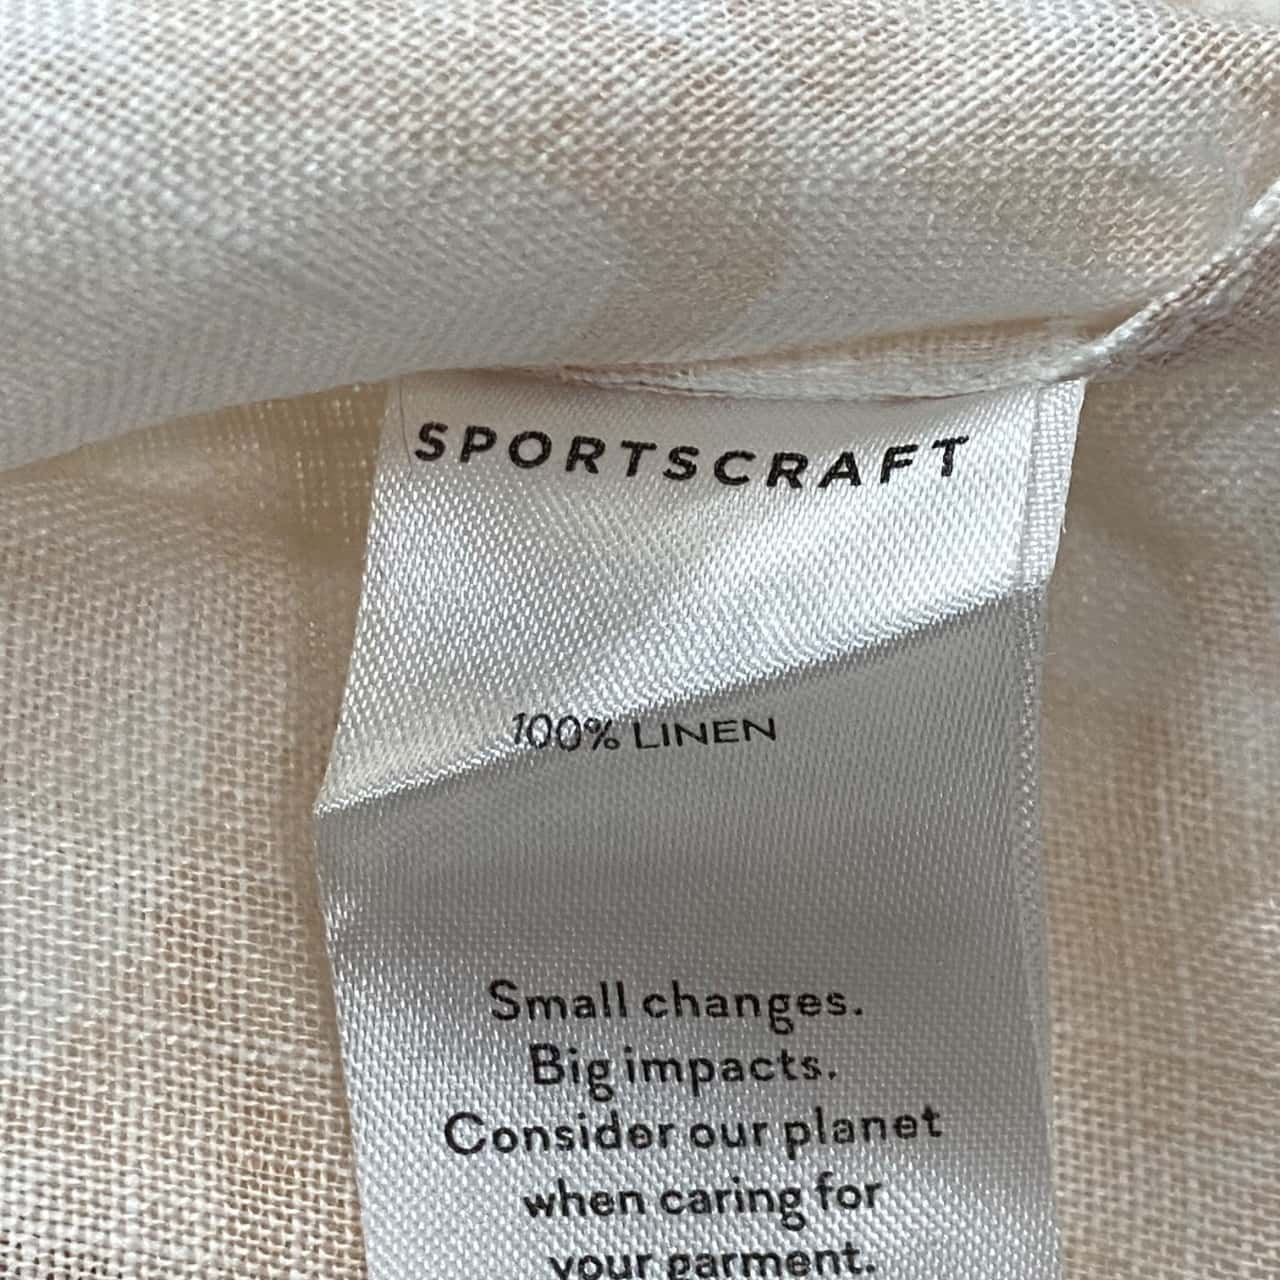 SPORTSCRAFT
100% LINEN
Small changes.
Big impacts.
Consider our planet
when caring for
your garment.